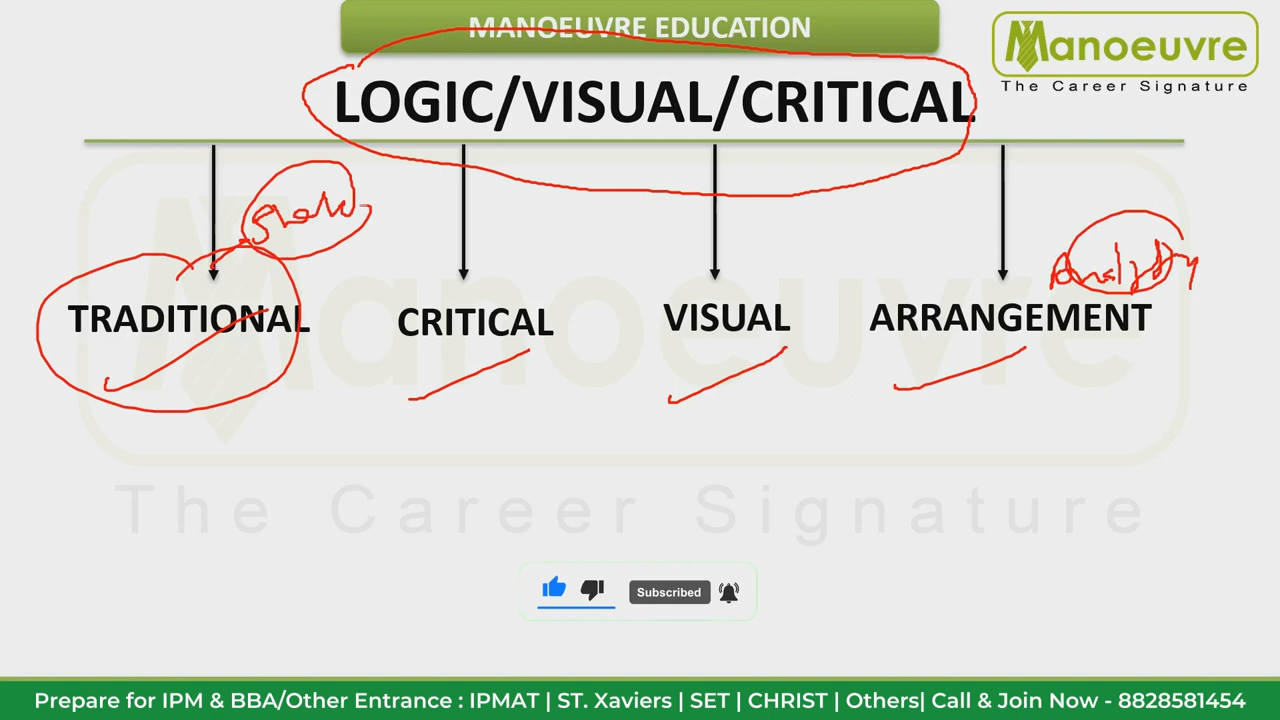 MANOEUVRE EDUCATION
Manoeuvre
The Career Signature
LOGIC/VISUAL/CRITICAL
TRADITIONAL
CRITICAL
VISUAL
ARRANGEMENT
Manoeuvre
The Career Signature
Subscribed
Prepare for IPM & BBA/Other Entrance : IPMAT | ST. Xaviers | SET | CHRIST | Others| Call & Join Now - 8828581454